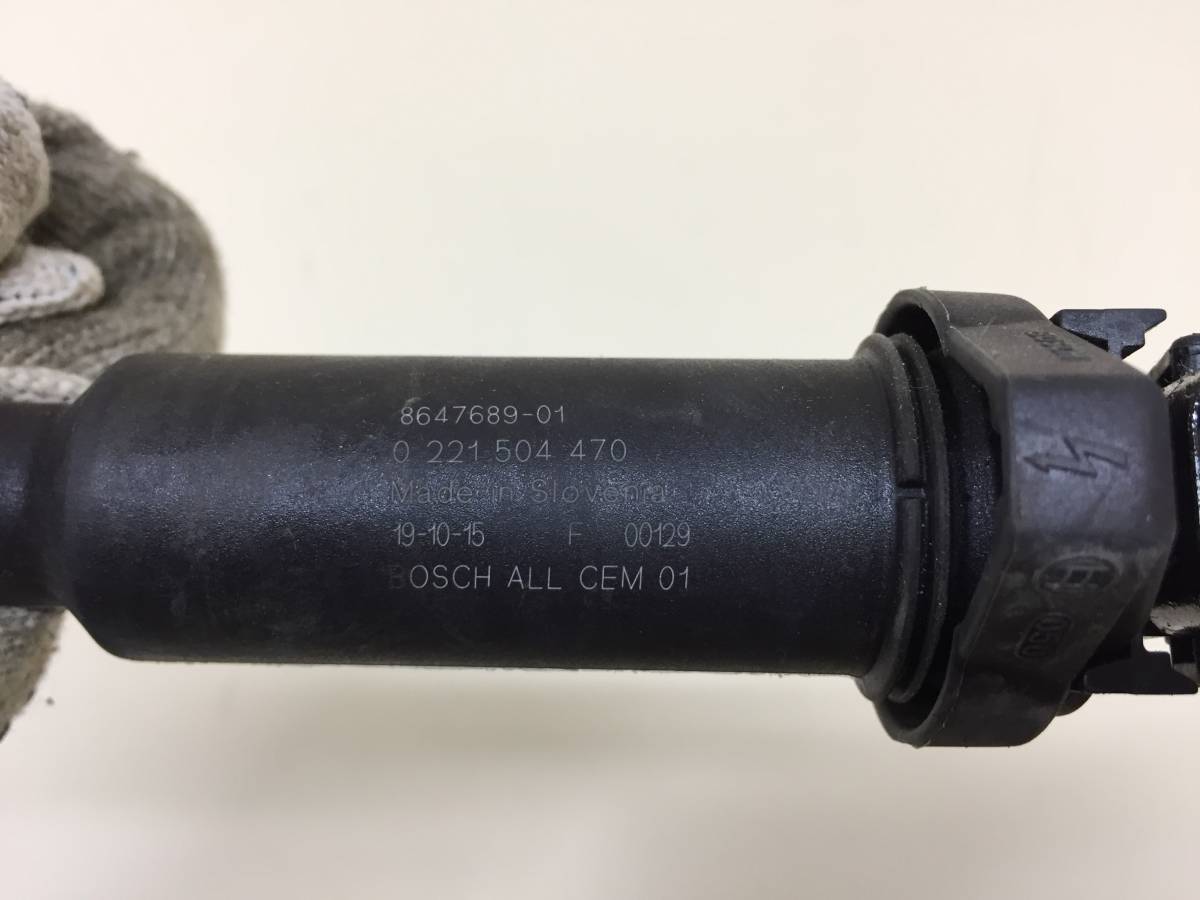 8647689-01
0 221 504 470
Made in Slovenia
19-10-15 F 00129
BOSCH ALL CEM 01